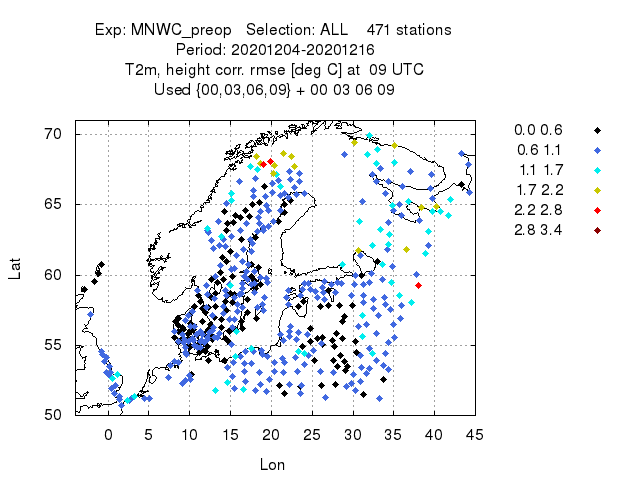 Exp: MNWC_preop Selection: ALL 471 stations
Period: 20201204-20201216
T2m, height corr. rmse [deg C] at 09 UTC
Used {00,03,06,09} + 00 03 06 09
0.0 0.6
0.6 1.1
1.1 1.7
1.7 2.2
2.2 2.8
2.8 3.4
70
65
60
55
50
Lat
0 5 10 15 20 25 30 35 40 45
Lon